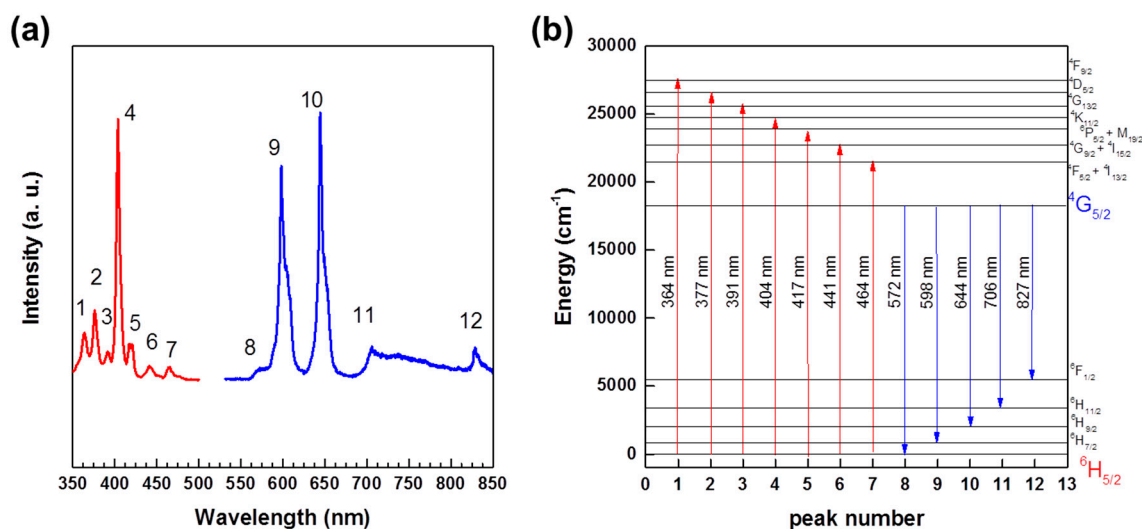 (a)
Intensity (a. u.)
1
2
3
4
5
6
7
8
9
10
11
12
350 400 450 500 550 600 650 700 750 800 850
Wavelength (nm)
(b)
Energy (cm⁻¹)
30000
25000
20000
15000
10000
5000
0
364 nm
377 nm
391 nm
404 nm
417 nm
441 nm
464 nm
572 nm
598 nm
644 nm
706 nm
827 nm
⁴F9/2
⁴D5/2
⁴G13/2
⁴K11/2
⁶P5/2 + M19/2
⁴G9/2 + ⁴I15/2
⁴F5/2 + ⁴I13/2
⁴G5/2
⁶F1/2
⁶H11/2
⁶H9/2
⁶H7/2
⁶H5/2
0 1 2 3 4 5 6 7 8 9 10 11 12 13
peak number